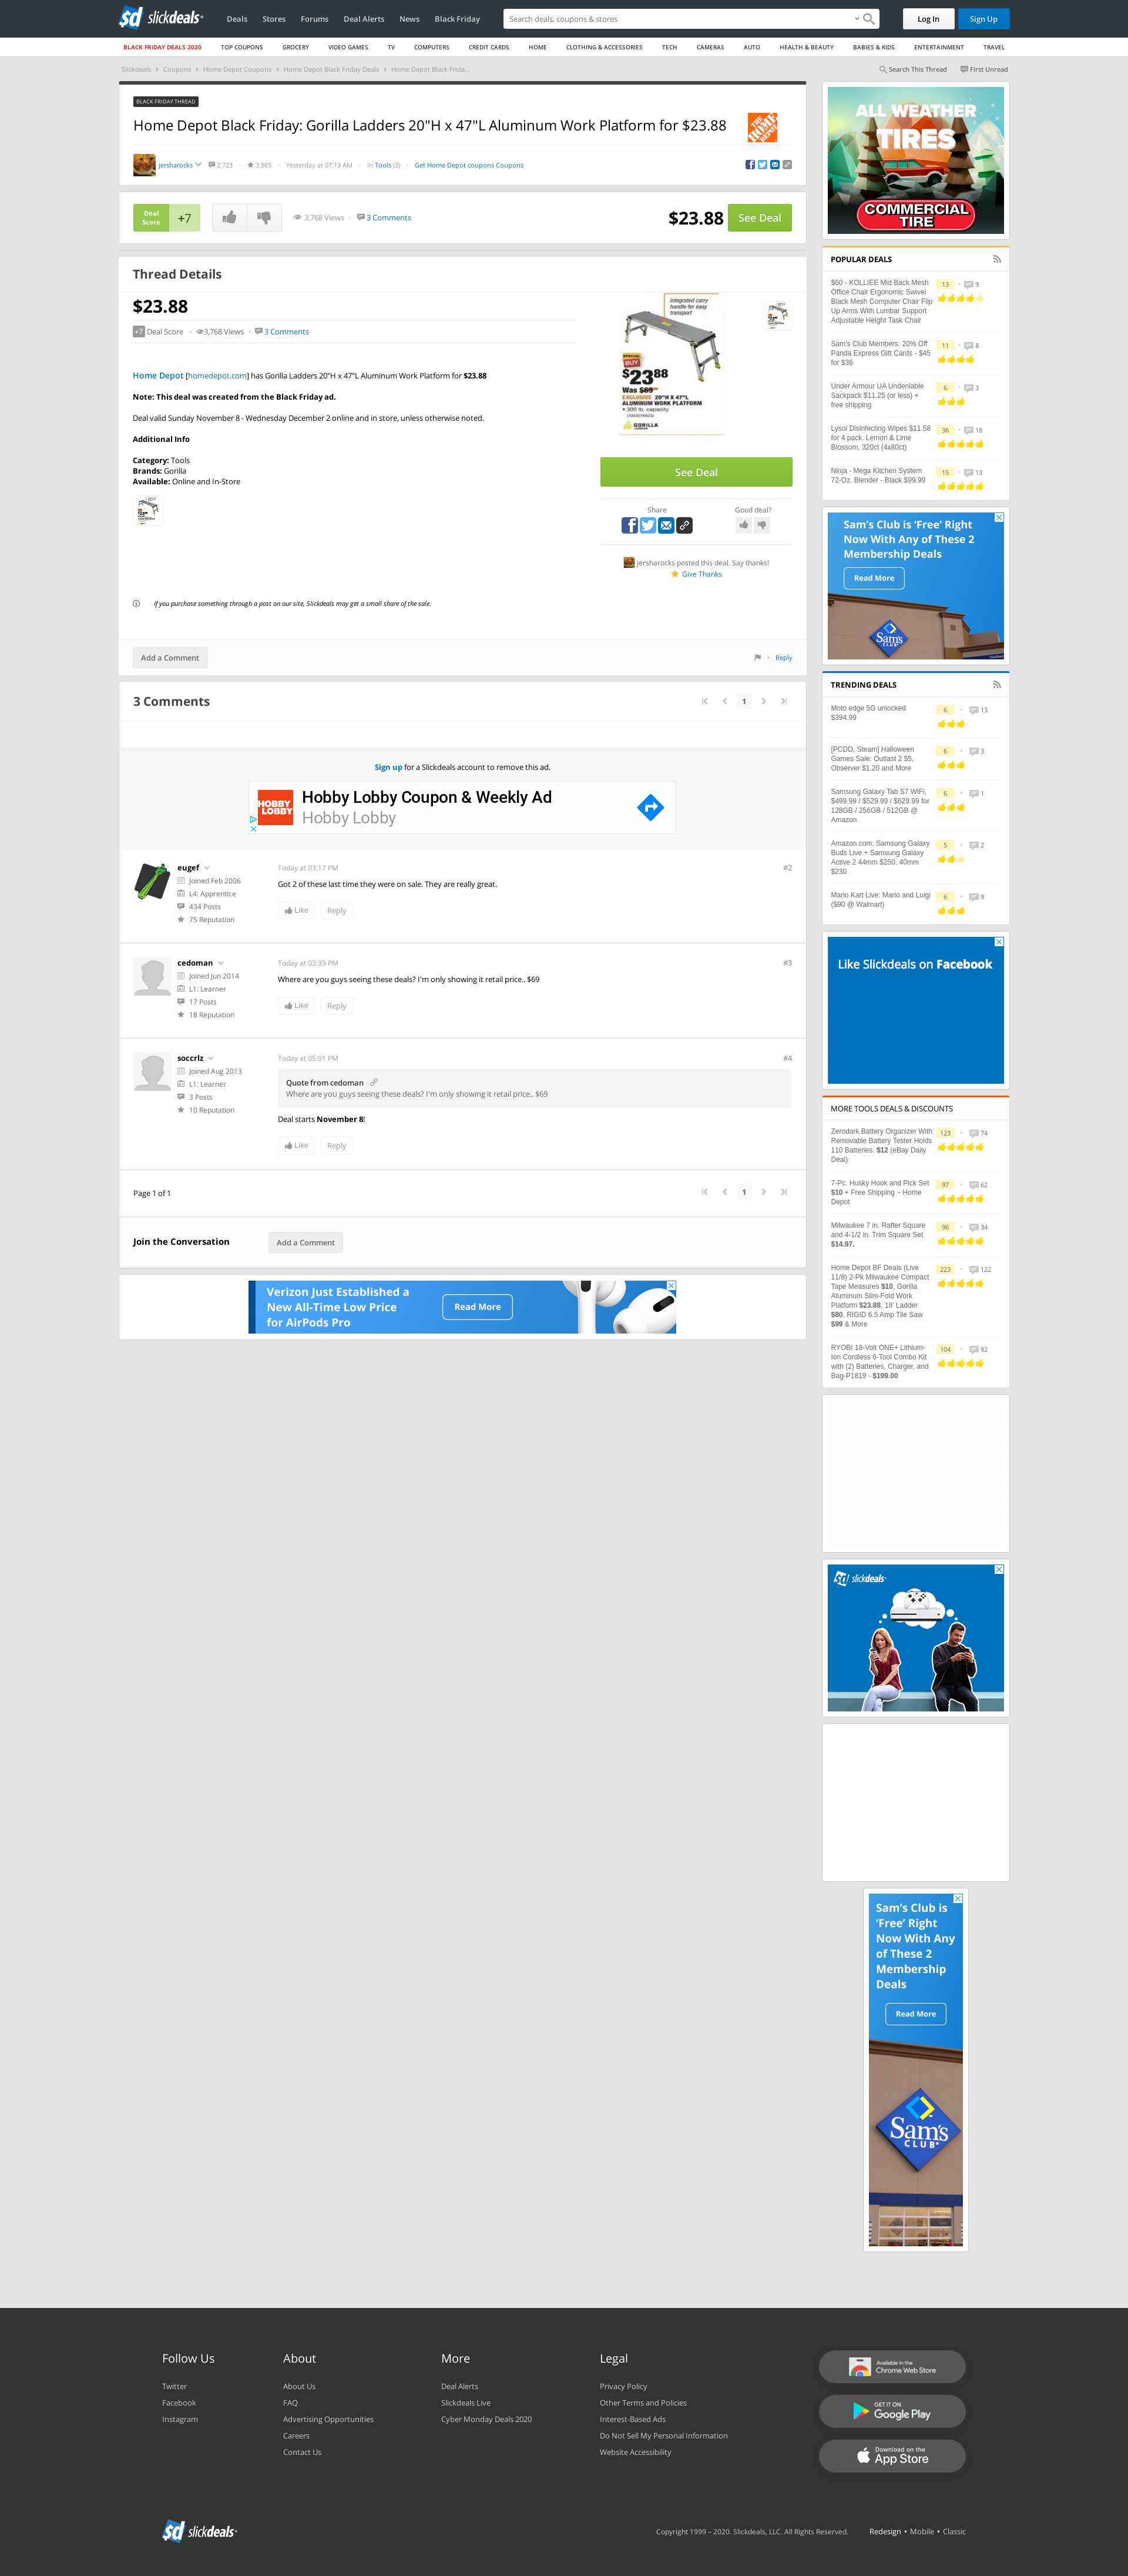 sd slickdeals
Deals Stores Forums Deal Alerts News Black Friday
Search deals, coupons & stores
Log In
Sign Up
BLACK FRIDAY DEALS 2020 TOP COUPONS GROCERY VIDEO GAMES TV COMPUTERS CREDIT CARDS HOME CLOTHING & ACCESSORIES TECH CAMERAS AUTO HEALTH & BEAUTY BABIES & KIDS ENTERTAINMENT TRAVEL
Slickdeals Coupons Home Depot Coupons Home Depot Black Friday Deals Home Depot Black Frida...
Search This Thread First Unread
BLACK FRIDAY THREAD
Home Depot Black Friday: Gorilla Ladders 20"H x 47"L Aluminum Work Platform for $23.88
jersharocks 2,723 · 3,865 · Yesterday at 07:13 AM · in Tools (3) · Get Home Depot coupons Coupons
Deal Score +7
3,768 Views · 3 Comments
$23.88
See Deal
Thread Details
$23.88
+7 Deal Score · 3,768 Views · 3 Comments
Home Depot [homedepot.com] has Gorilla Ladders 20"H x 47"L Aluminum Work Platform for $23.88
Note: This deal was created from the Black Friday ad.
Deal valid Sunday November 8 - Wednesday December 2 online and in store, unless otherwise noted.
Additional Info
Category: Tools
Brands: Gorilla
Available: Online and In-Store
Integrated carry
handle for easy
transport
SPECIAL
BUY
$23 88
Was $69
EXCLUSIVE 20"H X 47"L
ALUMINUM WORK PLATFORM
• 300 lb. capacity
GORILLA
LADDERS
See Deal
Share
Good deal?
jersharocks posted this deal. Say thanks!
Give Thanks
If you purchase something through a post on our site, Slickdeals may get a small share of the sale.
Add a Comment
Reply
3 Comments
1
Sign up for a Slickdeals account to remove this ad.
HOBBY
LOBBY
Hobby Lobby Coupon & Weekly Ad
Hobby Lobby
eugef
Joined Feb 2006
L4: Apprentice
434 Posts
75 Reputation
Today at 03:17 PM
#2
Got 2 of these last time they were on sale. They are really great.
Like
Reply
cedoman
Joined Jun 2014
L1: Learner
17 Posts
18 Reputation
Today at 03:33 PM
#3
Where are you guys seeing these deals? I'm only showing it retail price.. $69
Like
Reply
soccrlz
Joined Aug 2013
L1: Learner
3 Posts
10 Reputation
Today at 05:01 PM
#4
Quote from cedoman
Where are you guys seeing these deals? I'm only showing it retail price.. $69
Deal starts November 8!
Like
Reply
Page 1 of 1
1
Join the Conversation
Add a Comment
Verizon Just Established a
New All-Time Low Price
for AirPods Pro
Read More
ALL WEATHER
TIRES
COMMERCIAL
TIRE
POPULAR DEALS
$60 - KOLLIEE Mid Back Mesh
Office Chair Ergonomic Swivel
Black Mesh Computer Chair Flip
Up Arms With Lumbar Support
Adjustable Height Task Chair
13 · 9
Sam's Club Members: 20% Off
Panda Express Gift Cards - $45
for $36
11 · 8
Under Armour UA Undeniable
Sackpack $11.25 (or less) +
free shipping
6 · 3
Lysol Disinfecting Wipes $11.58
for 4 pack. Lemon & Lime
Blossom, 320ct (4x80ct)
36 · 18
Ninja - Mega Kitchen System
72-Oz. Blender - Black $99.99
15 · 13
Sam's Club is 'Free' Right
Now With Any of These 2
Membership Deals
Read More
Sam's
CLUB
TRENDING DEALS
Moto edge 5G unlocked
$394.99
6 · 13
[PCDD, Steam] Halloween
Games Sale: Outlast 2 $5,
Observer $1.20 and More
6 · 3
Samsung Galaxy Tab S7 WiFi,
$499.99 / $529.99 / $629.99 for
128GB / 256GB / 512GB @
Amazon
6 · 1
Amazon.com: Samsung Galaxy
Buds Live + Samsung Galaxy
Active 2 44mm $250. 40mm
$230
5 · 2
Mario Kart Live: Mario and Luigi
($90 @ Walmart)
6 · 9
Like Slickdeals on Facebook
MORE TOOLS DEALS & DISCOUNTS
Zerodark Battery Organizer With
Removable Battery Tester Holds
110 Batteries. $12 (eBay Daily
Deal)
123 · 74
7-Pc. Husky Hook and Pick Set
$10 + Free Shipping ~ Home
Depot
97 · 62
Milwaukee 7 in. Rafter Square
and 4-1/2 in. Trim Square Set
$14.97.
96 · 34
Home Depot BF Deals (Live
11/8) 2-Pk Milwaukee Compact
Tape Measures $10, Gorilla
Aluminum Slim-Fold Work
Platform $23.88, 18' Ladder
$80, RIGID 6.5 Amp Tile Saw
$99 & More
223 · 122
RYOBI 18-Volt ONE+ Lithium-
Ion Cordless 6-Tool Combo Kit
with (2) Batteries, Charger, and
Bag-P1819 - $199.00
104 · 92
sd slickdeals
Sam's Club is
'Free' Right
Now With Any
of These 2
Membership
Deals
Read More
Sam's
CLUB
Follow Us
Twitter
Facebook
Instagram
About
About Us
FAQ
Advertising Opportunities
Careers
Contact Us
More
Deal Alerts
Slickdeals Live
Cyber Monday Deals 2020
Legal
Privacy Policy
Other Terms and Policies
Interest-Based Ads
Do Not Sell My Personal Information
Website Accessibility
Available in the
Chrome Web Store
GET IT ON
Google Play
Download on the
App Store
sd slickdeals
Copyright 1999 – 2020. Slickdeals, LLC. All Rights Reserved.
Redesign • Mobile • Classic